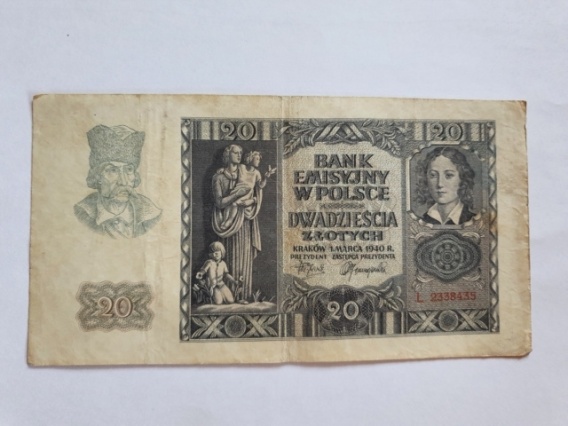 20 20
BANK
EMISYJNY
W POLSCE
DWADZIEŚCIA
ZŁOTYCH
KRAKÓW 1. MARCA 1940 R.
PREZYDENT ZASTĘPCA PREZYDENTA
L 2338435
20 20